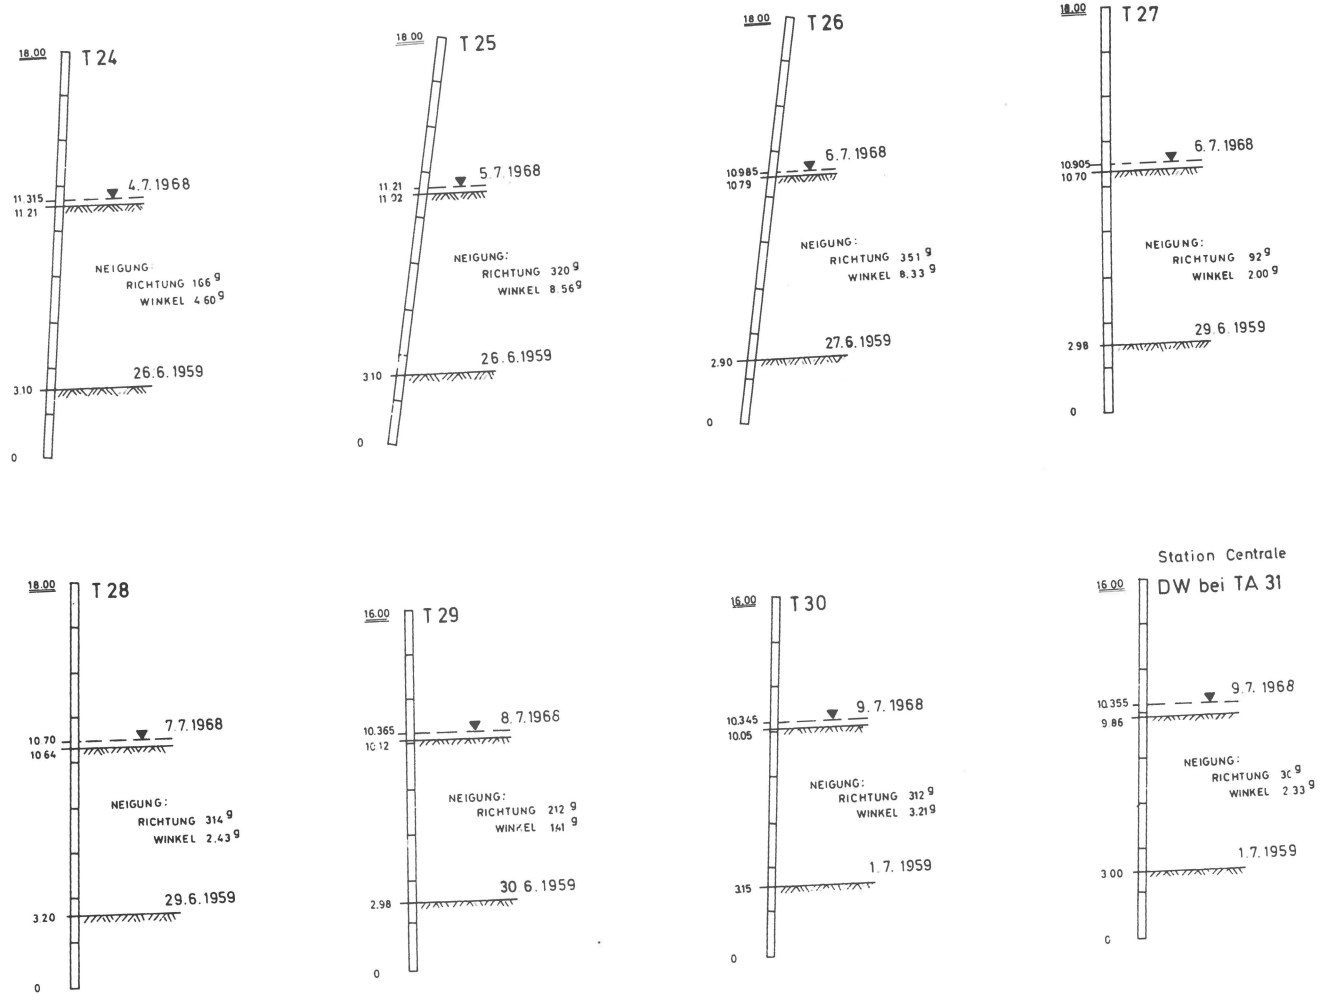 18.00 T 24
4.7.1968
11.315
11.21
NEIGUNG:
RICHTUNG 166 g
WINKEL 4.60 g
26.6.1959
3.10
0
18.00 T 25
5.7.1968
11.21
11.02
NEIGUNG:
RICHTUNG 320 g
WINKEL 8.56 g
26.6.1959
3.10
0
18.00 T 26
6.7.1968
10.985
10.79
NEIGUNG:
RICHTUNG 351 g
WINKEL 8.33 g
27.6.1959
2.90
0
18.00 T 27
6.7.1968
10.905
10.70
NEIGUNG:
RICHTUNG 92 g
WINKEL 2.00 g
29.6.1959
2.98
0
18.00 T 28
7.7.1968
10.70
10.64
NEIGUNG:
RICHTUNG 314 g
WINKEL 2.43 g
29.6.1959
3.20
0
16.00 T 29
8.7.1968
10.365
10.12
NEIGUNG:
RICHTUNG 212 g
WINKEL 1.41 g
30.6.1959
2.98
0
16.00 T 30
9.7.1968
10.345
10.05
NEIGUNG:
RICHTUNG 312 g
WINKEL 3.21 g
1.7.1959
3.15
0
Station Centrale
16.00 DW bei TA 31
9.7.1968
10.355
9.86
NEIGUNG:
RICHTUNG 30 g
WINKEL 2.33 g
1.7.1959
3.00
0